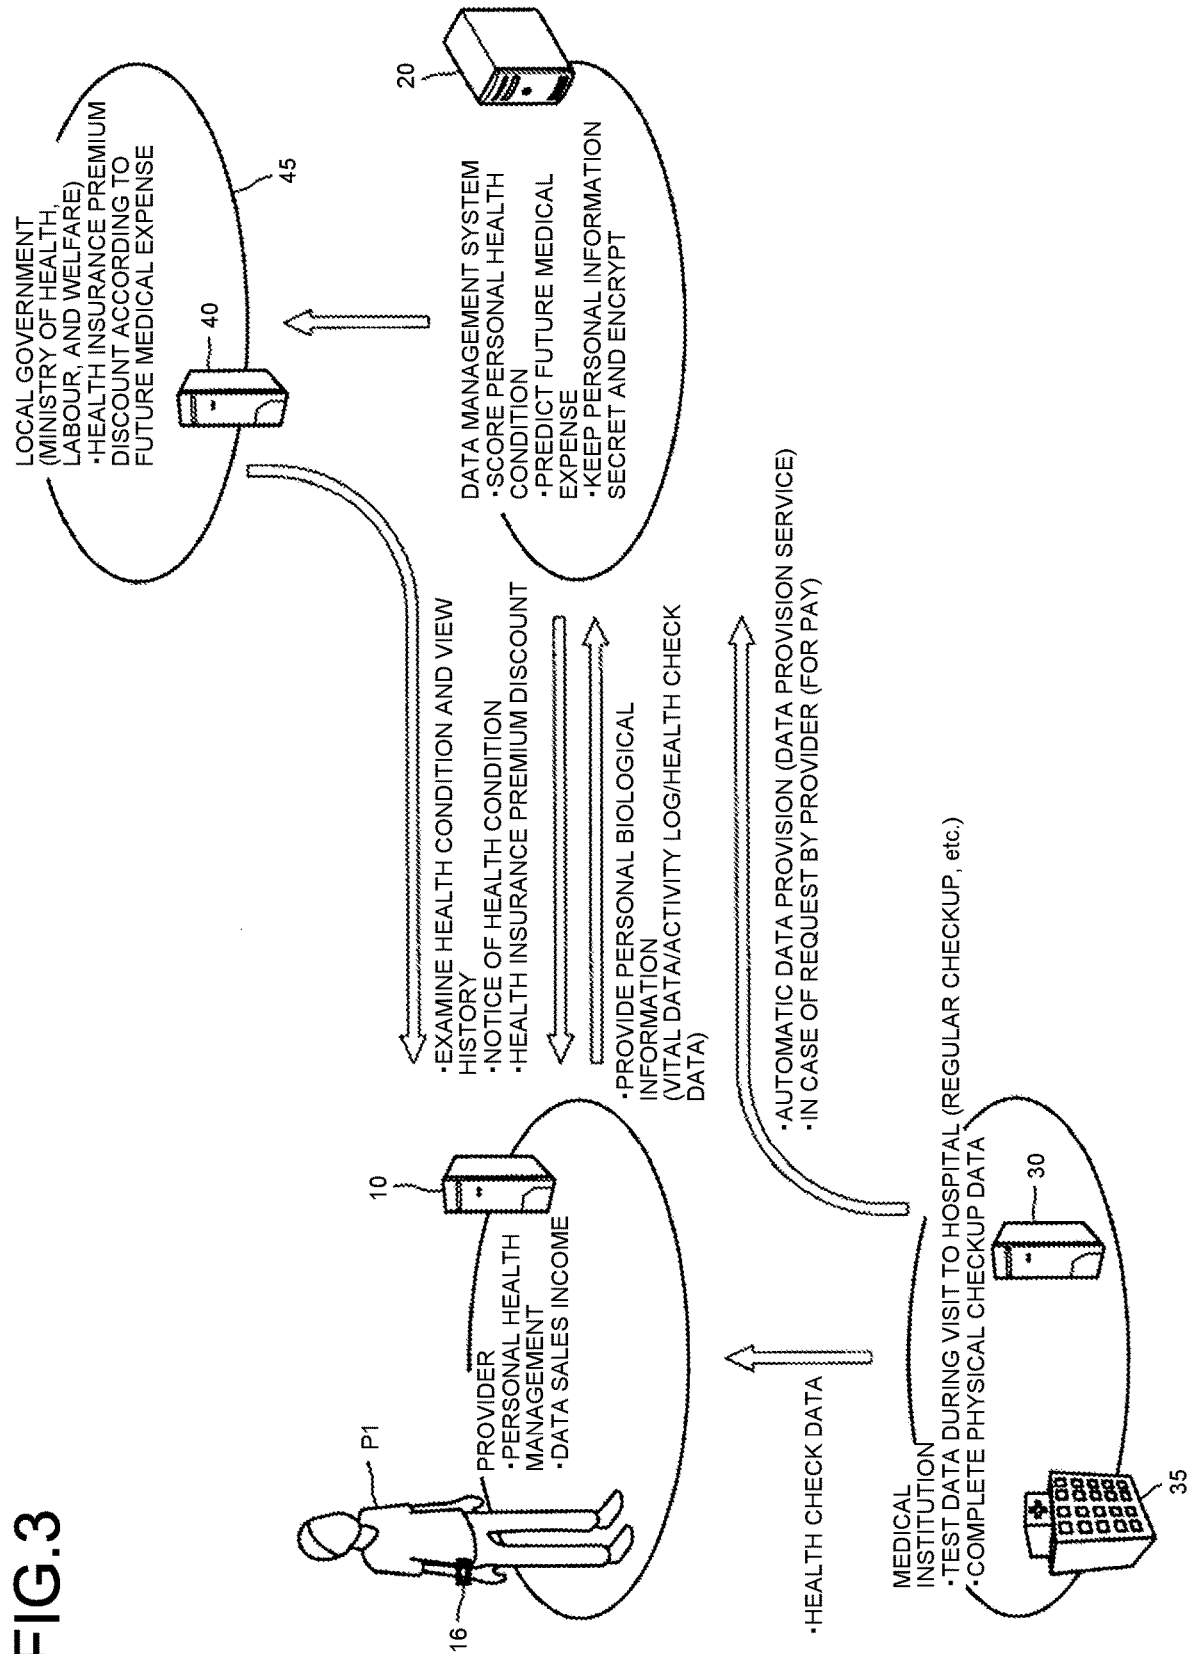 FIG.3
LOCAL GOVERNMENT
(MINISTRY OF HEALTH,
LABOUR, AND WELFARE)
·HEALTH INSURANCE PREMIUM
DISCOUNT ACCORDING TO
FUTURE MEDICAL EXPENSE
40
45
20
DATA MANAGEMENT SYSTEM
·SCORE PERSONAL HEALTH
CONDITION
·PREDICT FUTURE MEDICAL
EXPENSE
·KEEP PERSONAL INFORMATION
SECRET AND ENCRYPT
·EXAMINE HEALTH CONDITION AND VIEW
HISTORY
·NOTICE OF HEALTH CONDITION
·HEALTH INSURANCE PREMIUM DISCOUNT
·PROVIDE PERSONAL BIOLOGICAL
INFORMATION
(VITAL DATA/ACTIVITY LOG/HEALTH CHECK
DATA)
·AUTOMATIC DATA PROVISION (DATA PROVISION SERVICE)
·IN CASE OF REQUEST BY PROVIDER (FOR PAY)
P1
16
10
PROVIDER
·PERSONAL HEALTH
MANAGEMENT
·DATA SALES INCOME
·HEALTH CHECK DATA
MEDICAL
INSTITUTION
·TEST DATA DURING VISIT TO HOSPITAL (REGULAR CHECKUP, etc.)
·COMPLETE PHYSICAL CHECKUP DATA
30
35